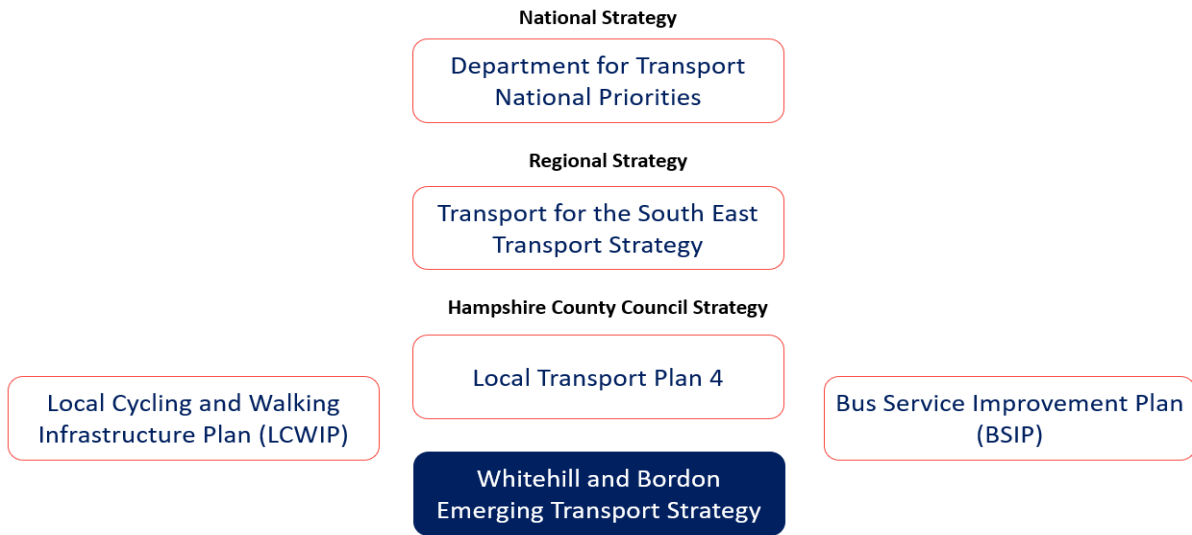 National Strategy
Department for Transport
National Priorities
Regional Strategy
Transport for the South East
Transport Strategy
Hampshire County Council Strategy
Local Transport Plan 4
Local Cycling and Walking
Infrastructure Plan (LCWIP)
Bus Service Improvement Plan
(BSIP)
Whitehill and Bordon
Emerging Transport Strategy